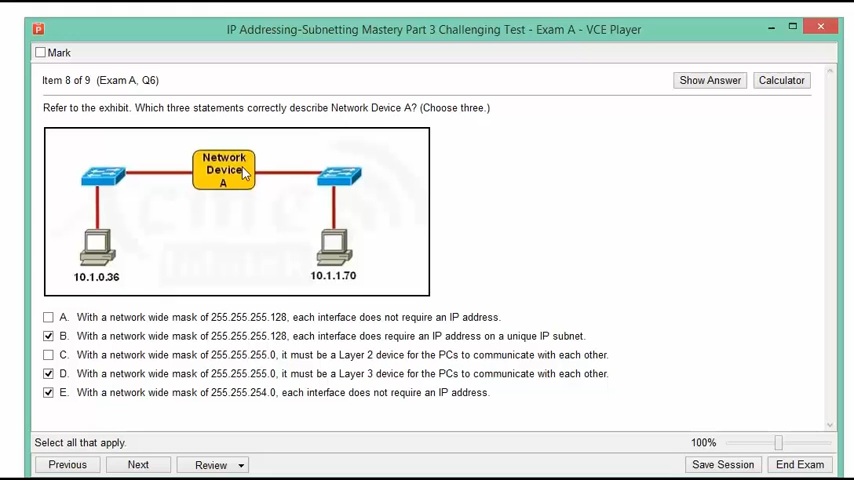 IP Addressing-Subnetting Mastery Part 3 Challenging Test - Exam A - VCE Player
Mark
Item 8 of 9 (Exam A, Q6)
Show Answer
Calculator
Refer to the exhibit. Which three statements correctly describe Network Device A? (Choose three.)
Network
Device
A
10.1.0.36
10.1.1.70
A. With a network wide mask of 255.255.255.128, each interface does not require an IP address.
B. With a network wide mask of 255.255.255.128, each interface does require an IP address on a unique IP subnet.
C. With a network wide mask of 255.255.255.0, it must be a Layer 2 device for the PCs to communicate with each other.
D. With a network wide mask of 255.255.255.0, it must be a Layer 3 device for the PCs to communicate with each other.
E. With a network wide mask of 255.255.254.0, each interface does not require an IP address.
Select all that apply.
100%
Previous
Next
Review
Save Session
End Exam